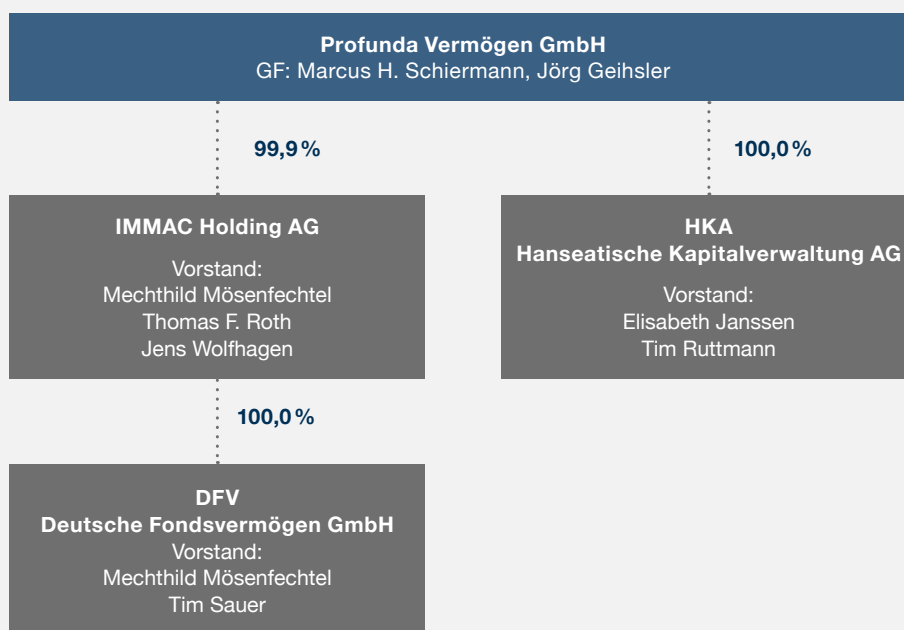 Profunda Vermögen GmbH
GF: Marcus H. Schiermann, Jörg Geihsler
99,9 %
100,0 %
IMMAC Holding AG
Vorstand:
Mechthild Mösenfechtel
Thomas F. Roth
Jens Wolfhagen
HKA
Hanseatische Kapitalverwaltung AG
Vorstand:
Elisabeth Janssen
Tim Ruttmann
100,0 %
DFV
Deutsche Fondsvermögen GmbH
Vorstand:
Mechthild Mösenfechtel
Tim Sauer